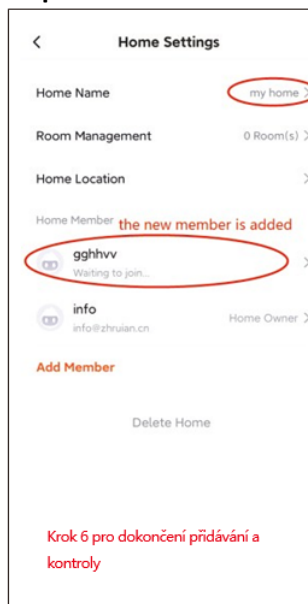 Home Settings
Home Name my home
Room Management 0 Room(s)
Home Location
Home Member the new member is added
gghhvv
Waiting to join...
info Home Owner
info@zhruian.cn
Add Member
Delete Home
Krok 6 pro dokončení přidávání a
kontroly